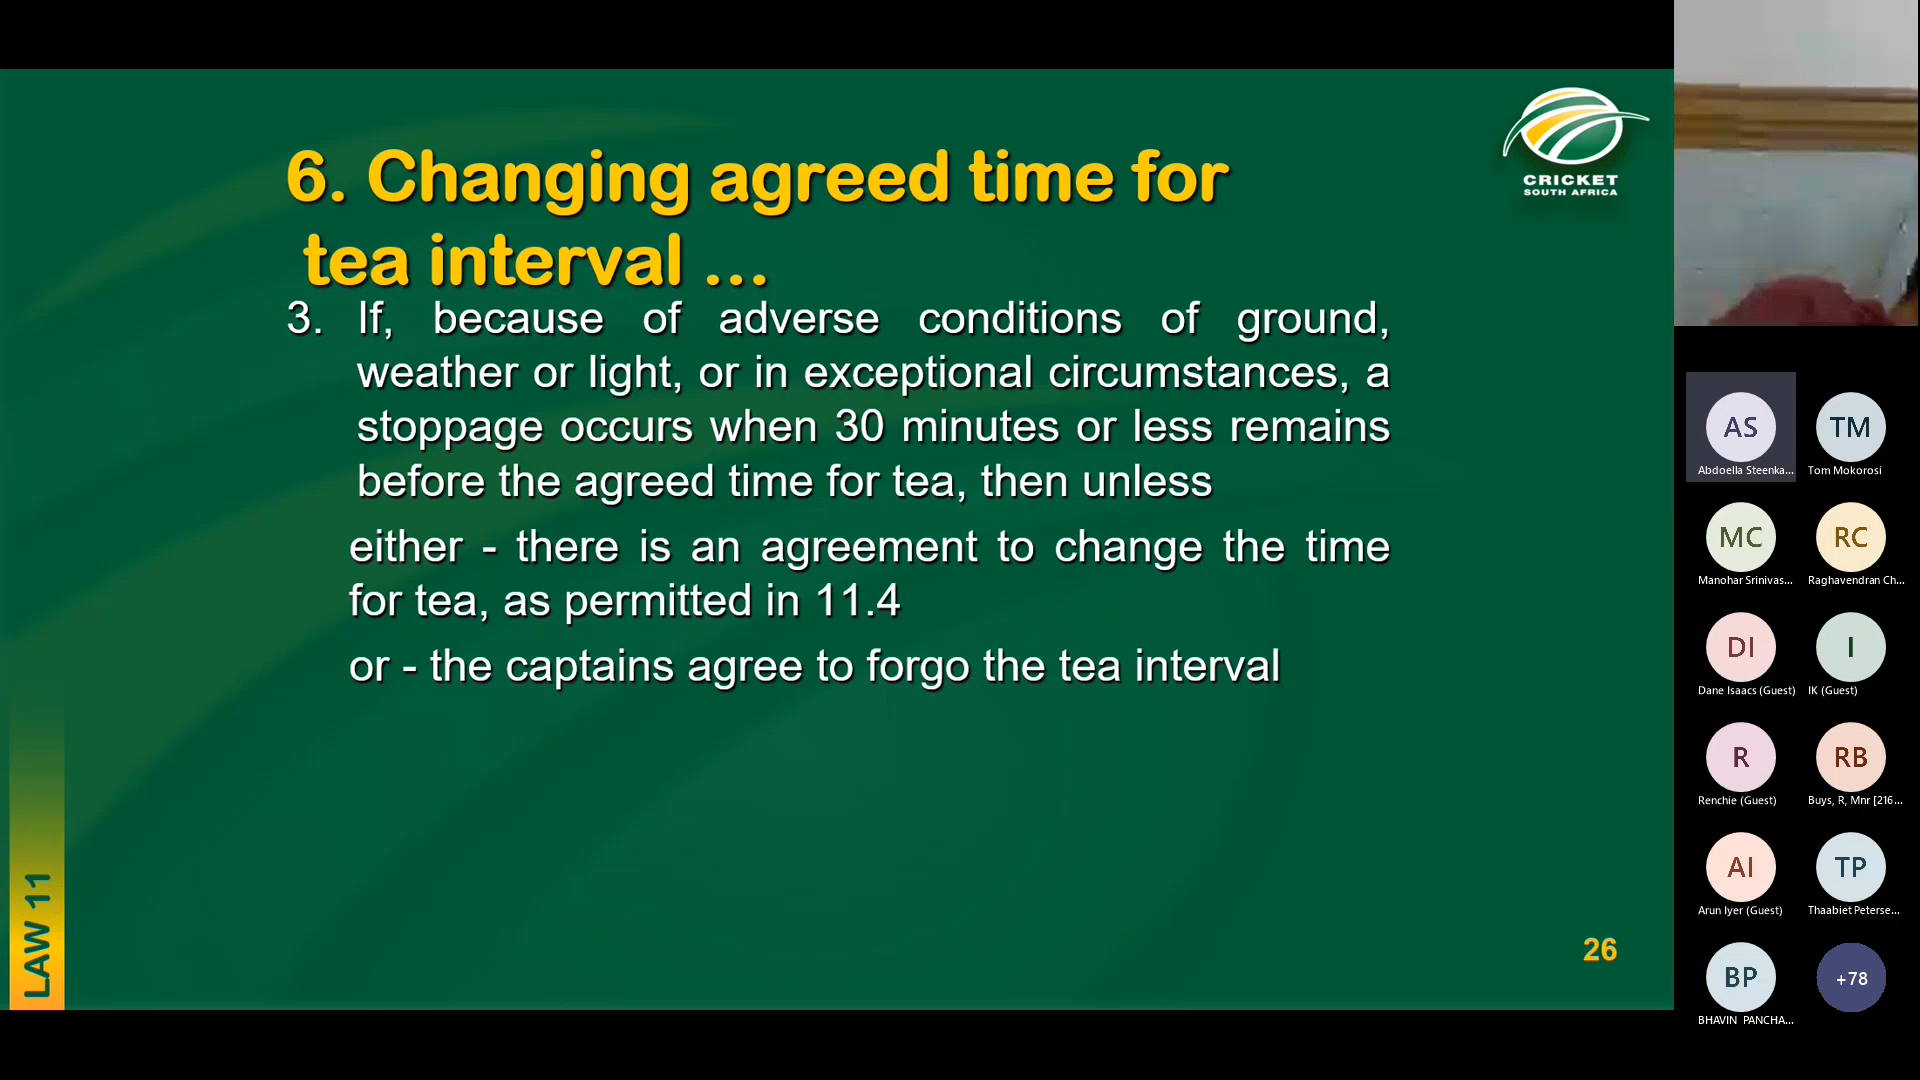 CRICKET
SOUTH AFRICA
6. Changing agreed time for
tea interval ...
3. If, because of adverse conditions of ground,
weather or light, or in exceptional circumstances, a
stoppage occurs when 30 minutes or less remains
before the agreed time for tea, then unless
either - there is an agreement to change the time
for tea, as permitted in 11.4
or - the captains agree to forgo the tea interval
LAW 11
26
AS
Abdoella Steenka...
TM
Tom Mokorosi
MC
Manohar Srinivas...
RC
Raghavendran Ch...
DI
Dane Isaacs (Guest)
I
IK (Guest)
R
Renchie (Guest)
RB
Buys, R, Mnr [216...
AI
Arun Iyer (Guest)
TP
Thaabiet Peterse...
BP
BHAVIN PANCHA...
+78